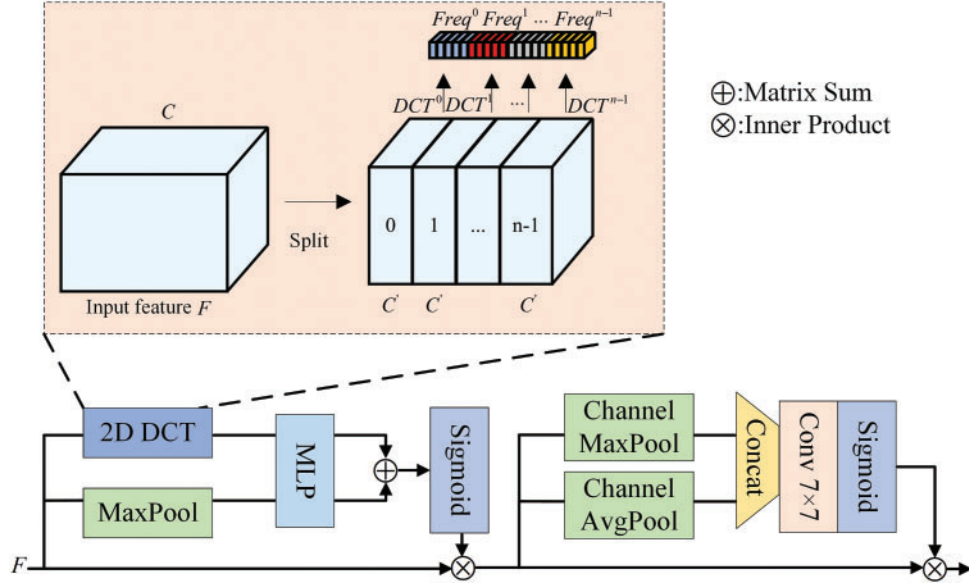 Freq⁰ Freq¹ ... Freqⁿ⁻¹
DCT⁰ DCT¹ ... DCTⁿ⁻¹
⊕:Matrix Sum
⊗:Inner Product
C
0 1 ... n-1
Split
Input feature F
C' C' C'
2D DCT
MaxPool
MLP
Sigmoid
Channel
MaxPool
Channel
AvgPool
Concat
Conv 7×7
Sigmoid
F